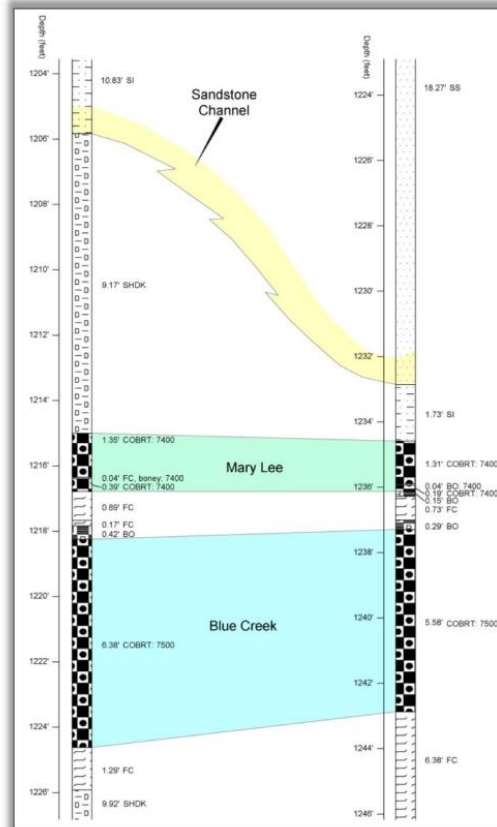 Depth (feet)
1204'
1206'
1208'
1210'
1212'
1214'
1216'
1218'
1220'
1222'
1224'
1226'
10.83' SI
9.17' SHDK
1.35' COBRT: 7400
0.04' FC, boney: 7400
0.39' COBRT: 7400
0.89' FC
0.17' FC
0.42' BO
6.38' COBRT: 7500
1.29' FC
9.92' SHDK
Sandstone
Channel
Mary Lee
Blue Creek
Depth (feet)
1224'
1226'
1228'
1230'
1232'
1234'
1236'
1238'
1240'
1242'
1244'
1246'
18.27' SS
1.73' SI
1.31' COBRT: 7400
0.04' BO: 7400
0.19' COBRT: 7400
0.15' BO
0.73' FC
0.29' BO
5.58' COBRT: 7500
6.38' FC